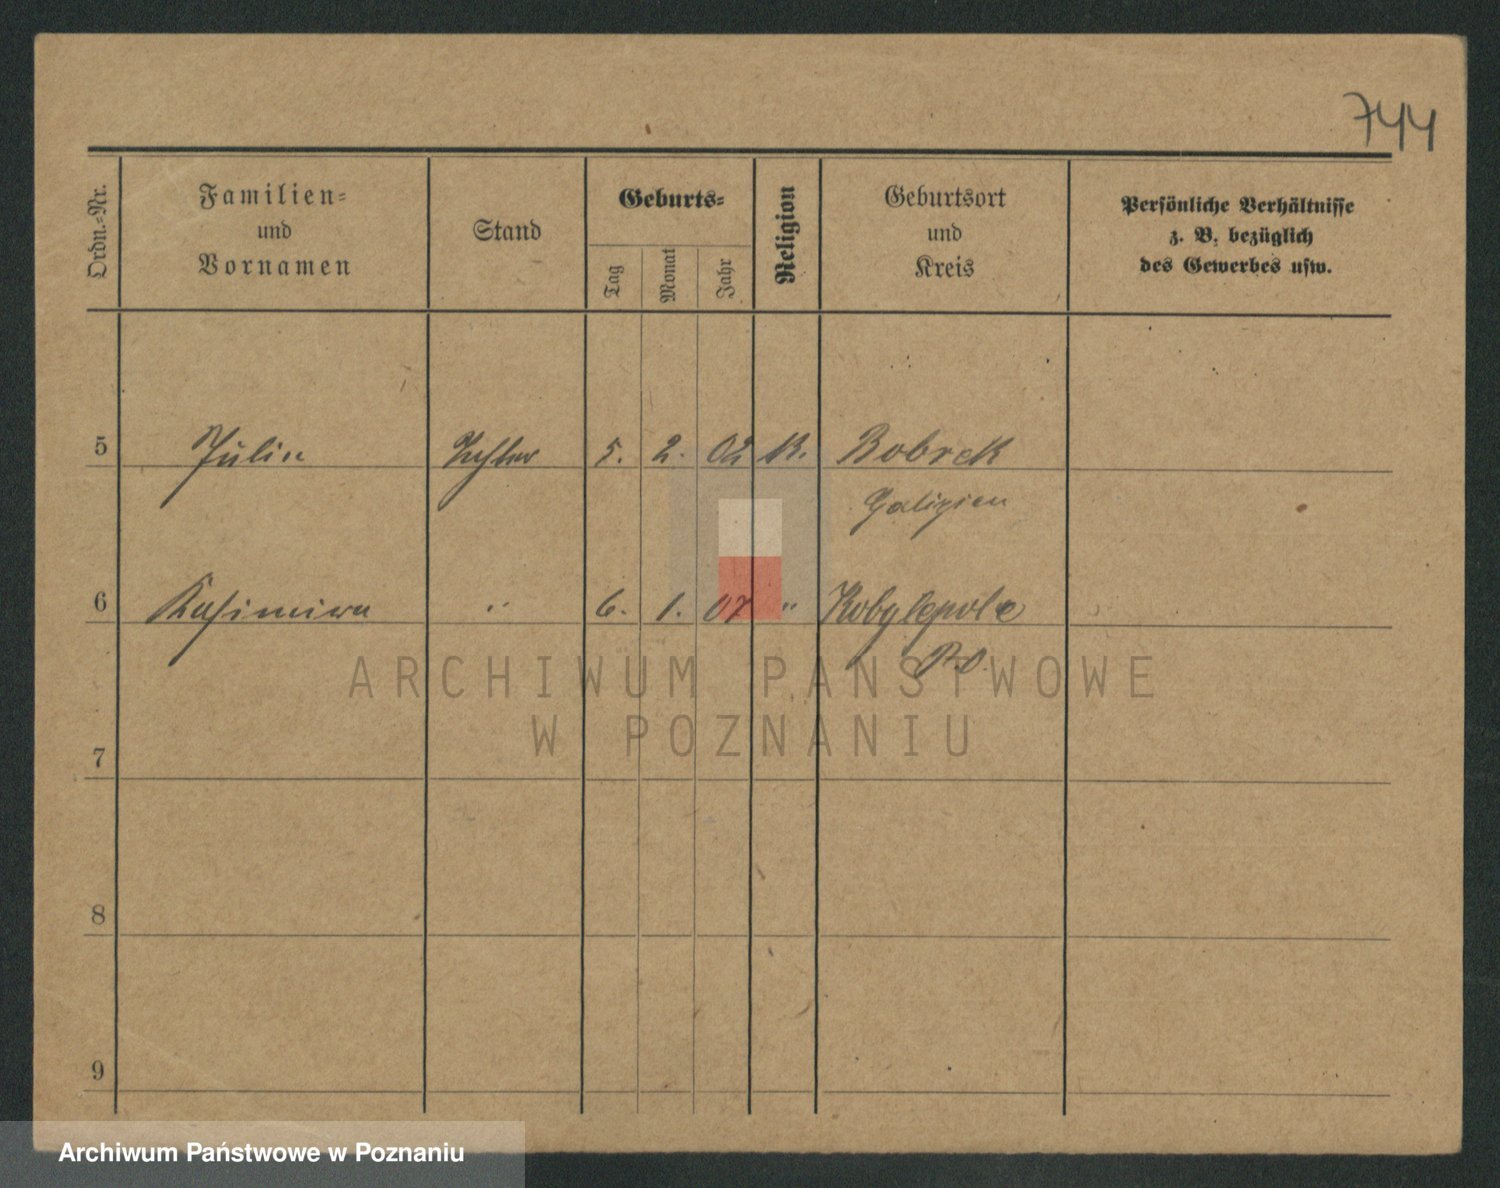 744
Ordn.-Nr.
Familien-
und
Vornamen
Stand
Geburts-
Tag
Monat
Jahr
Religion
Geburtsort
und
Kreis
Persönliche Verhältnisse
z. B. bezüglich
des Gewerbes usw.
5 Julia Tochter 5. 2. 02 K. Bobrek
Galizien
6 Kasimira " 6. 1. 07 " Kobylepole
P.O.
ARCHIWUM PAŃSTWOWE
W POZNANIU
7
8
9
Archiwum Państwowe w Poznaniu